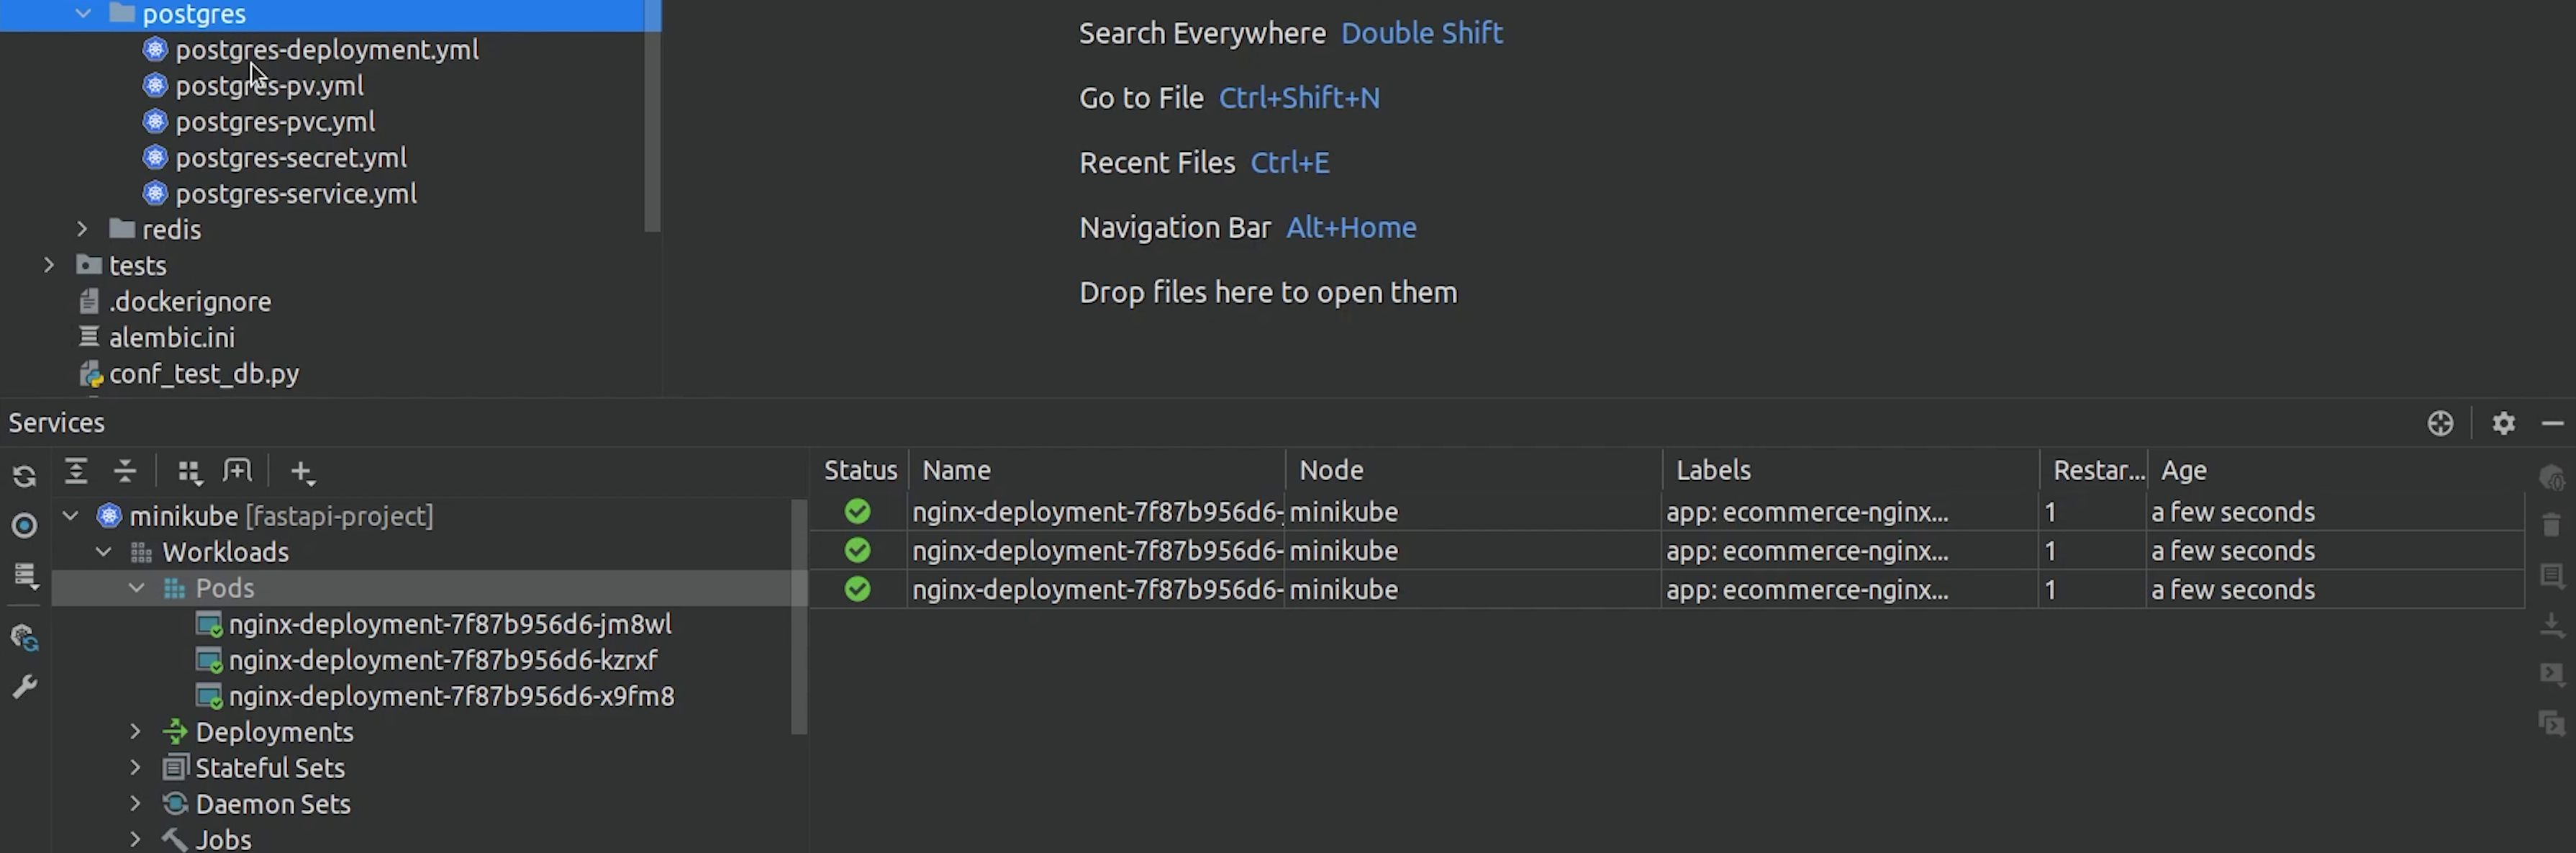 postgres
postgres-deployment.yml
postgres-pv.yml
postgres-pvc.yml
postgres-secret.yml
postgres-service.yml
redis
tests
.dockerignore
alembic.ini
conf_test_db.py
Search Everywhere Double Shift
Go to File Ctrl+Shift+N
Recent Files Ctrl+E
Navigation Bar Alt+Home
Drop files here to open them
Services
minikube [fastapi-project]
Workloads
Pods
nginx-deployment-7f87b956d6-jm8wl
nginx-deployment-7f87b956d6-kzrxf
nginx-deployment-7f87b956d6-x9fm8
Deployments
Stateful Sets
Daemon Sets
Jobs
Status Name Node Labels Restar... Age
nginx-deployment-7f87b956d6- minikube app: ecommerce-nginx... 1 a few seconds
nginx-deployment-7f87b956d6- minikube app: ecommerce-nginx... 1 a few seconds
nginx-deployment-7f87b956d6- minikube app: ecommerce-nginx... 1 a few seconds